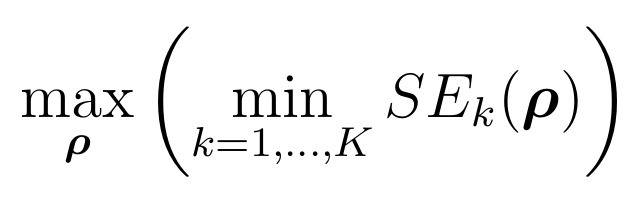 max_𝝆 ( min_{k=1,...,K} SE_k(𝝆) )